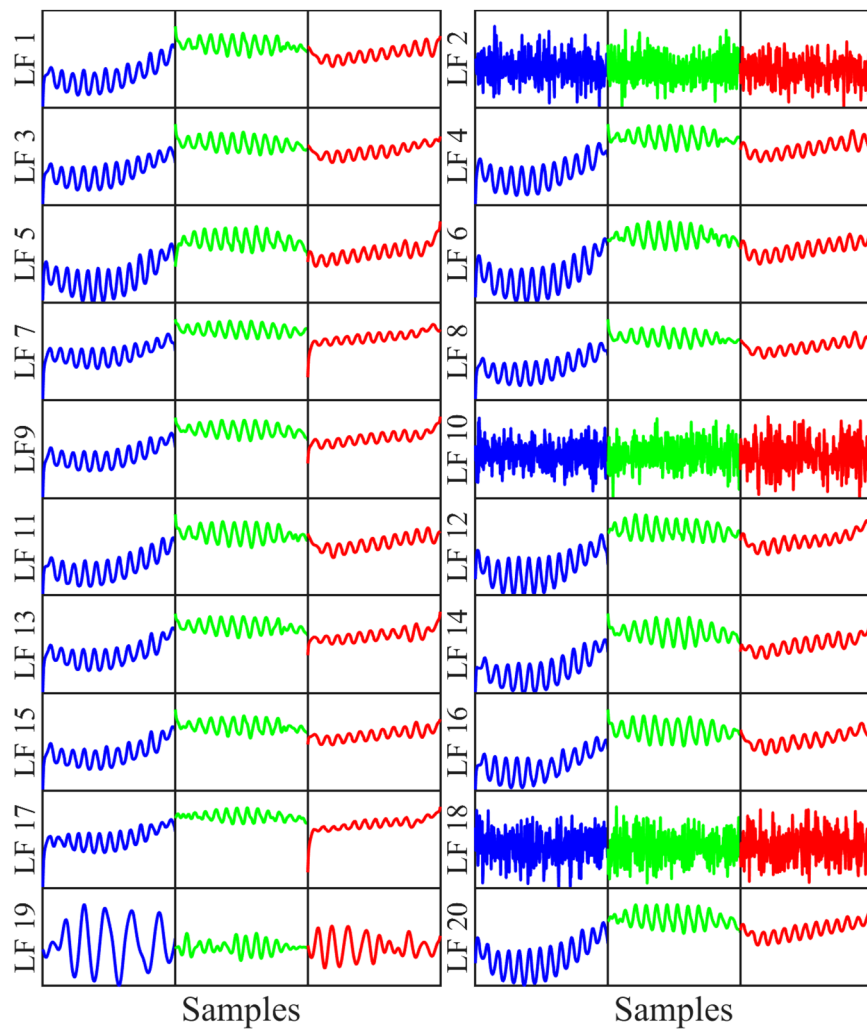 LF 1
LF 2
LF 3
LF 4
LF 5
LF 6
LF 7
LF 8
LF9
LF 10
LF 11
LF 12
LF 13
LF 14
LF 15
LF 16
LF 17
LF 18
LF 19
LF 20
Samples
Samples